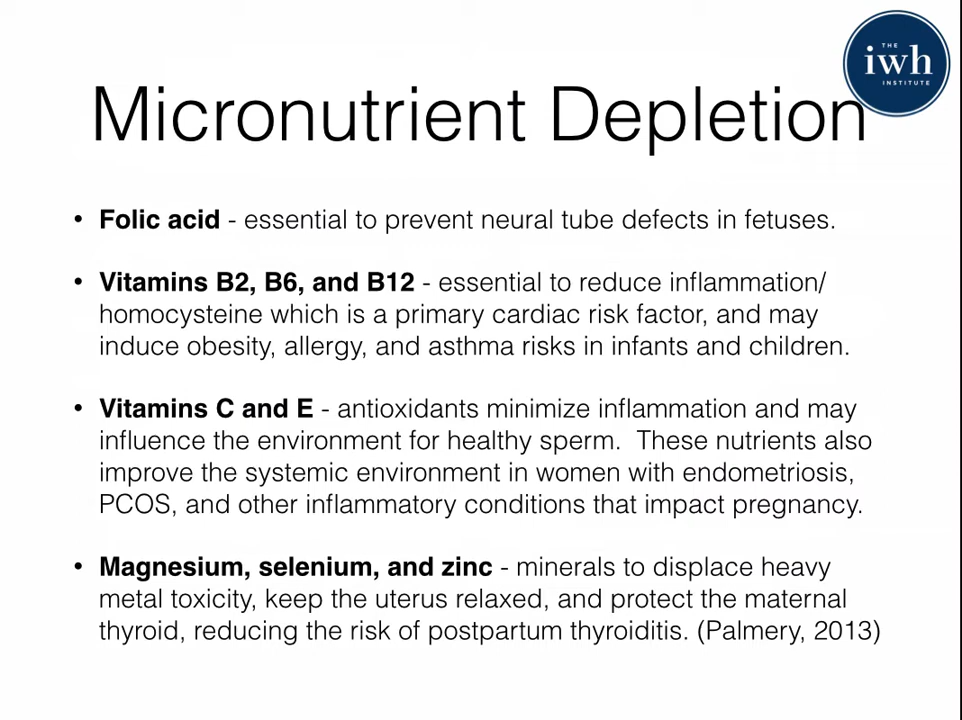 THE
iwh
INSTITUTE
Micronutrient Depletion
• Folic acid - essential to prevent neural tube defects in fetuses.
• Vitamins B2, B6, and B12 - essential to reduce inflammation/
homocysteine which is a primary cardiac risk factor, and may
induce obesity, allergy, and asthma risks in infants and children.
• Vitamins C and E - antioxidants minimize inflammation and may
influence the environment for healthy sperm.  These nutrients also
improve the systemic environment in women with endometriosis,
PCOS, and other inflammatory conditions that impact pregnancy.
• Magnesium, selenium, and zinc - minerals to displace heavy
metal toxicity, keep the uterus relaxed, and protect the maternal
thyroid, reducing the risk of postpartum thyroiditis. (Palmery, 2013)